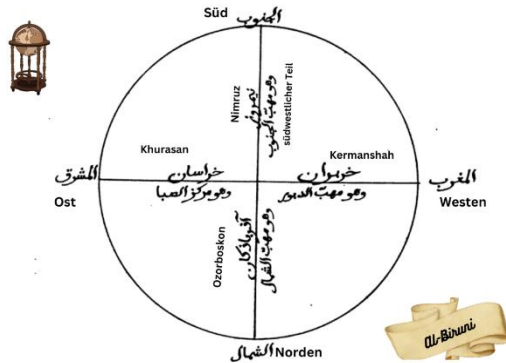 Süd الجنوب
Nimruz
نيمروز
وهو مهب الجنوب
südwestlicher Teil
Khurasan
Kermanshah
المشرق
خراسان
خربران
المغرب
Ost
وهو مركز الصبا
وهو مهب الدبور
Westen
Ozorboskon
آذرباذكان
وهو مهب الشمال
الشمال Norden
Al-Biruni